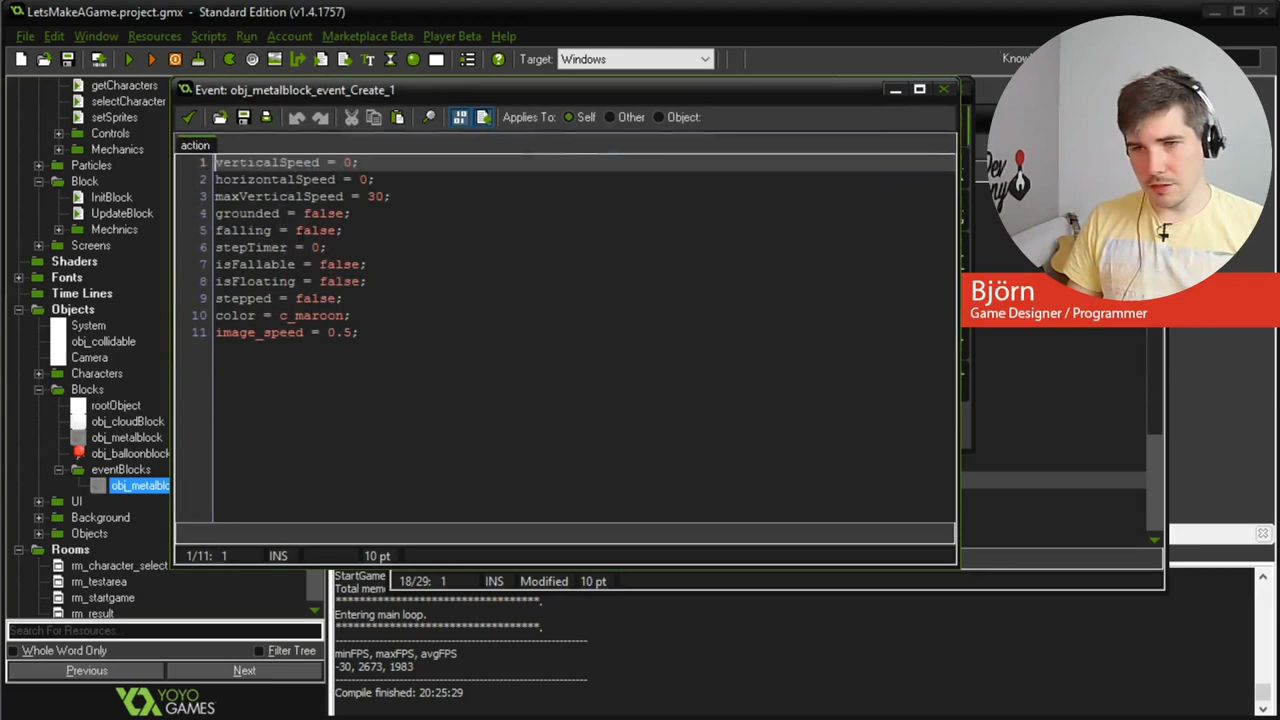 LetsMakeAGame.project.gmx - Standard Edition (v1.4.1757)
File Edit Window Resources Scripts Run Account Marketplace Beta Player Beta Help
Target: Windows
getCharacters
selectCharacter
setSprites
Controls
Mechanics
Particles
Block
InitBlock
UpdateBlock
Mechnics
Screens
Shaders
Fonts
Time Lines
Objects
System
obj_collidable
Camera
Characters
Blocks
rootObject
obj_cloudBlock
obj_metalblock
obj_balloonblock
eventBlocks
obj_metalblo
UI
Background
Objects
Rooms
rm_character_select
rm_testarea
rm_startgame
rm_result
Search For Resources...
Whole Word Only Filter Tree
Previous Next
YOYO
GAMES
Event: obj_metalblock_event_Create_1
Applies To: Self Other Object:
action
1 verticalSpeed = 0;
2 horizontalSpeed = 0;
3 maxVerticalSpeed = 30;
4 grounded = false;
5 falling = false;
6 stepTimer = 0;
7 isFallable = false;
8 isFloating = false;
9 stepped = false;
10 color = c_maroon;
11 image_speed = 0.5;
1/11: 1 INS 10 pt
18/29: 1 INS Modified 10 pt
StartGame
Total mem
**********************************.
Entering main loop.
**********************************.
minFPS, maxFPS, avgFPS
-30, 2673, 1983
Compile finished: 20:25:29
Björn
Game Designer / Programmer